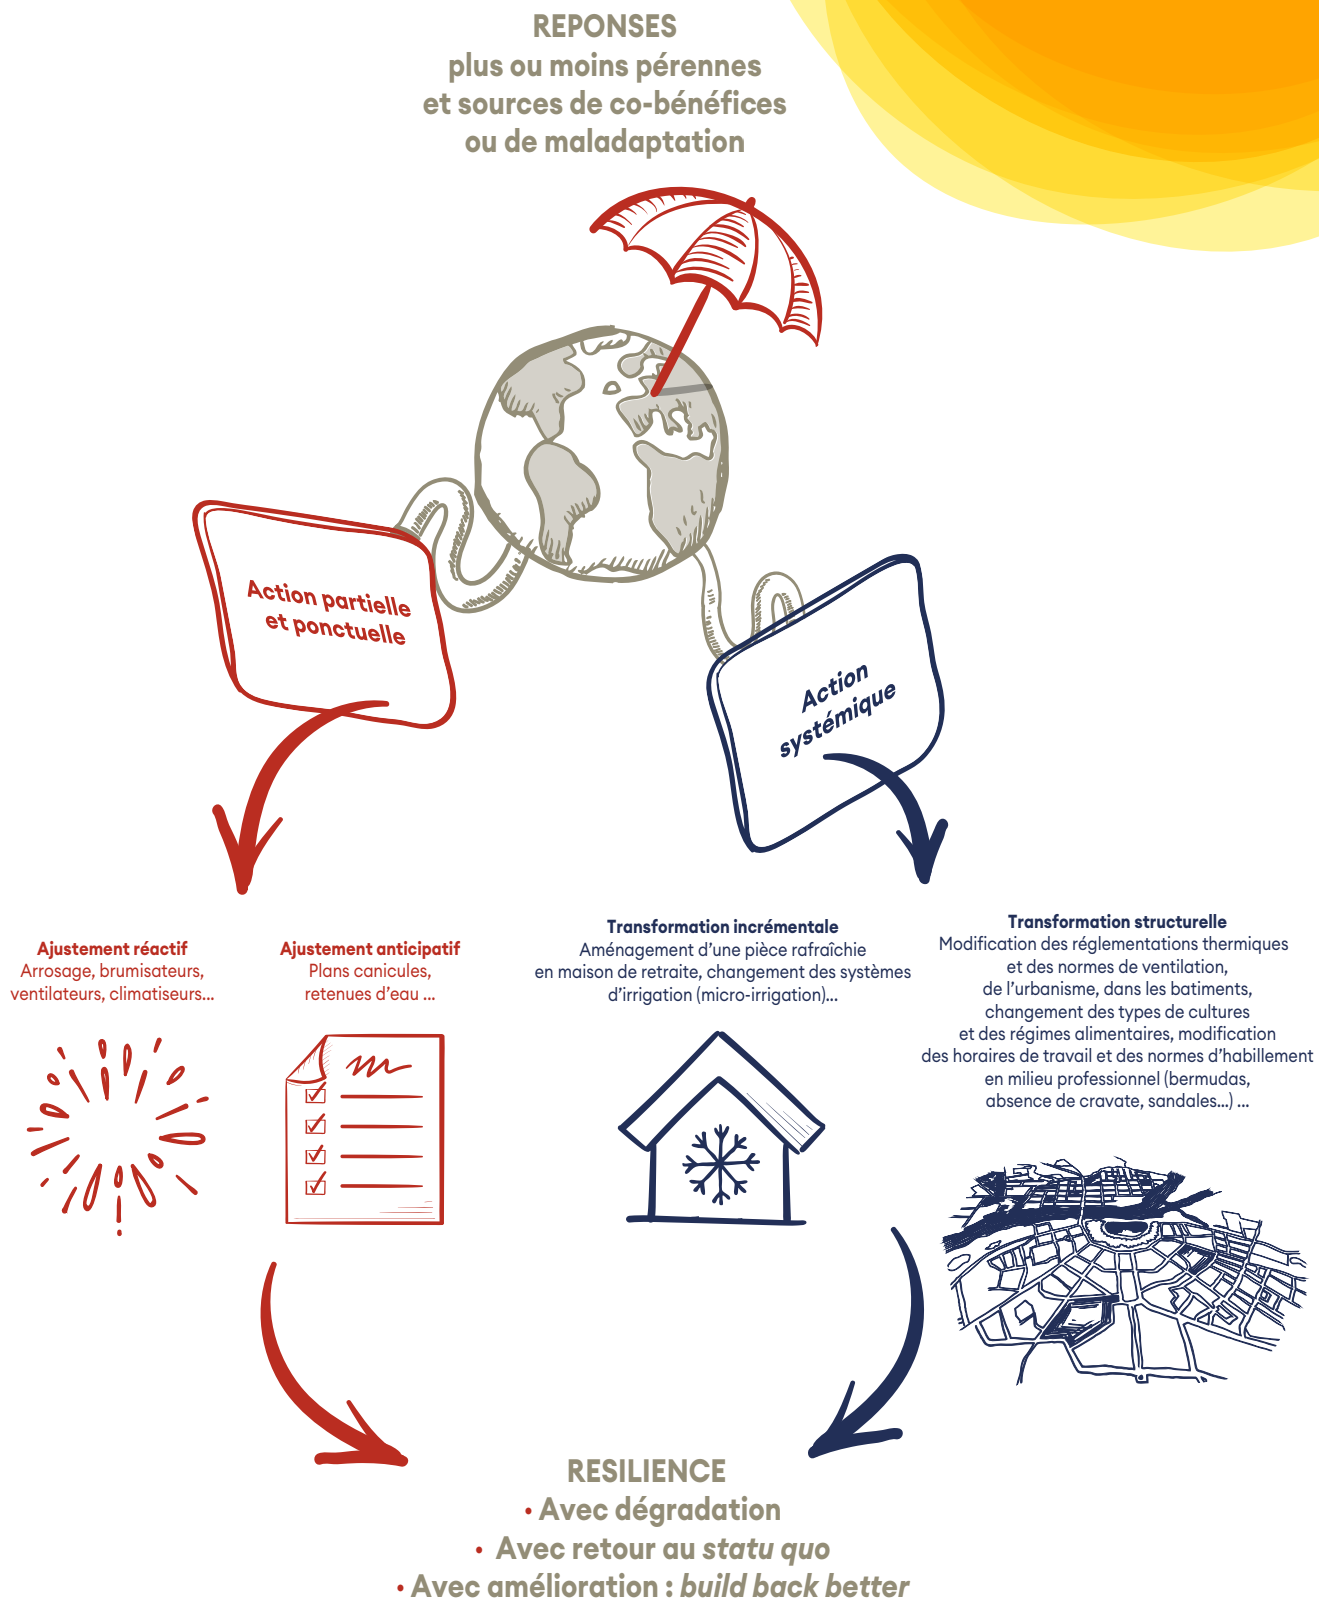 REPONSES
plus ou moins pérennes
et sources de co-bénéfices
ou de maladaptation
Action partielle
et ponctuelle
Action
systémique
Ajustement réactif
Arrosage, brumisateurs,
ventilateurs, climatiseurs...
Ajustement anticipatif
Plans canicules,
retenues d'eau ...
Transformation incrémentale
Aménagement d'une pièce rafraîchie
en maison de retraite, changement des systèmes
d'irrigation (micro-irrigation)...
Transformation structurelle
Modification des réglementations thermiques
et des normes de ventilation,
de l'urbanisme, dans les batiments,
changement des types de cultures
et des régimes alimentaires, modification
des horaires de travail et des normes d'habillement
en milieu professionnel (bermudas,
absence de cravate, sandales...) ...
RESILIENCE
• Avec dégradation
• Avec retour au statu quo
• Avec amélioration : build back better